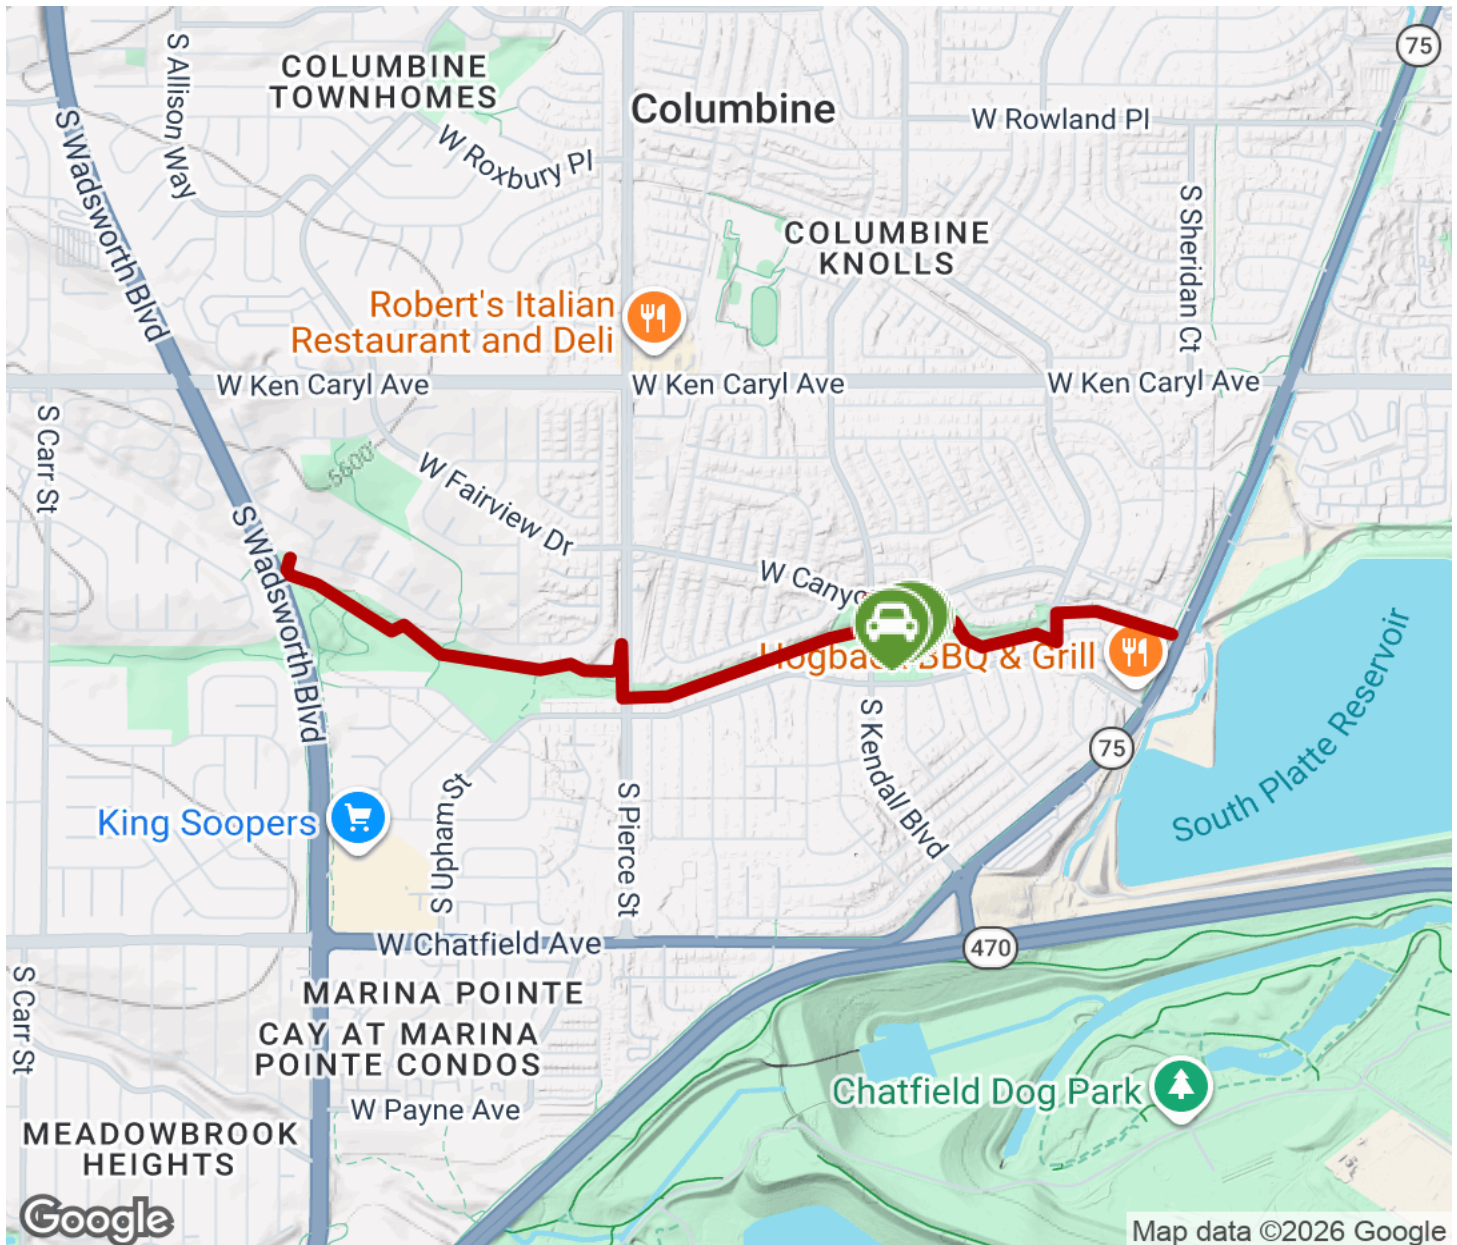 75
S Allison Way
COLUMBINE
TOWNHOMES
Columbine
W Rowland Pl
S Wadsworth Blvd
W Roxbury Pl
S Sheridan Ct
COLUMBINE
KNOLLS
Robert's Italian
Restaurant and Deli
W Ken Caryl Ave
W Ken Caryl Ave
W Ken Caryl Ave
S Carr St
5600'
W Fairview Dr
S Wadsworth Blvd
W Canyo
Hogback BBQ & Grill
South Platte Reservoir
S Kendall Blvd
75
S Upham St
S Pierce St
King Soopers
W Chatfield Ave
470
S Carr St
MARINA POINTE
CAY AT MARINA
POINTE CONDOS
W Payne Ave
Chatfield Dog Park
MEADOWBROOK
HEIGHTS
Google
Map data ©2026 Google